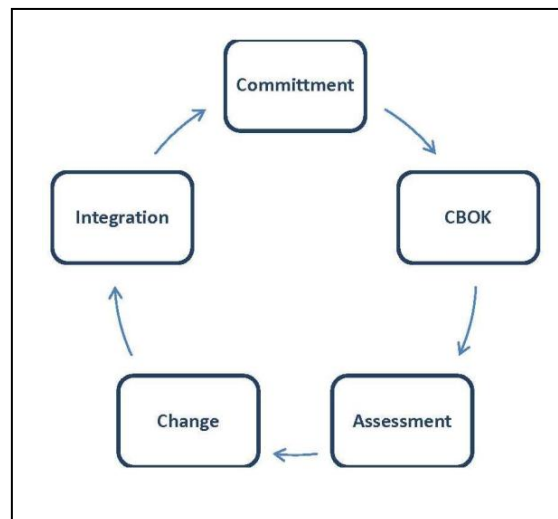 Committment
CBOK
Assessment
Change
Integration